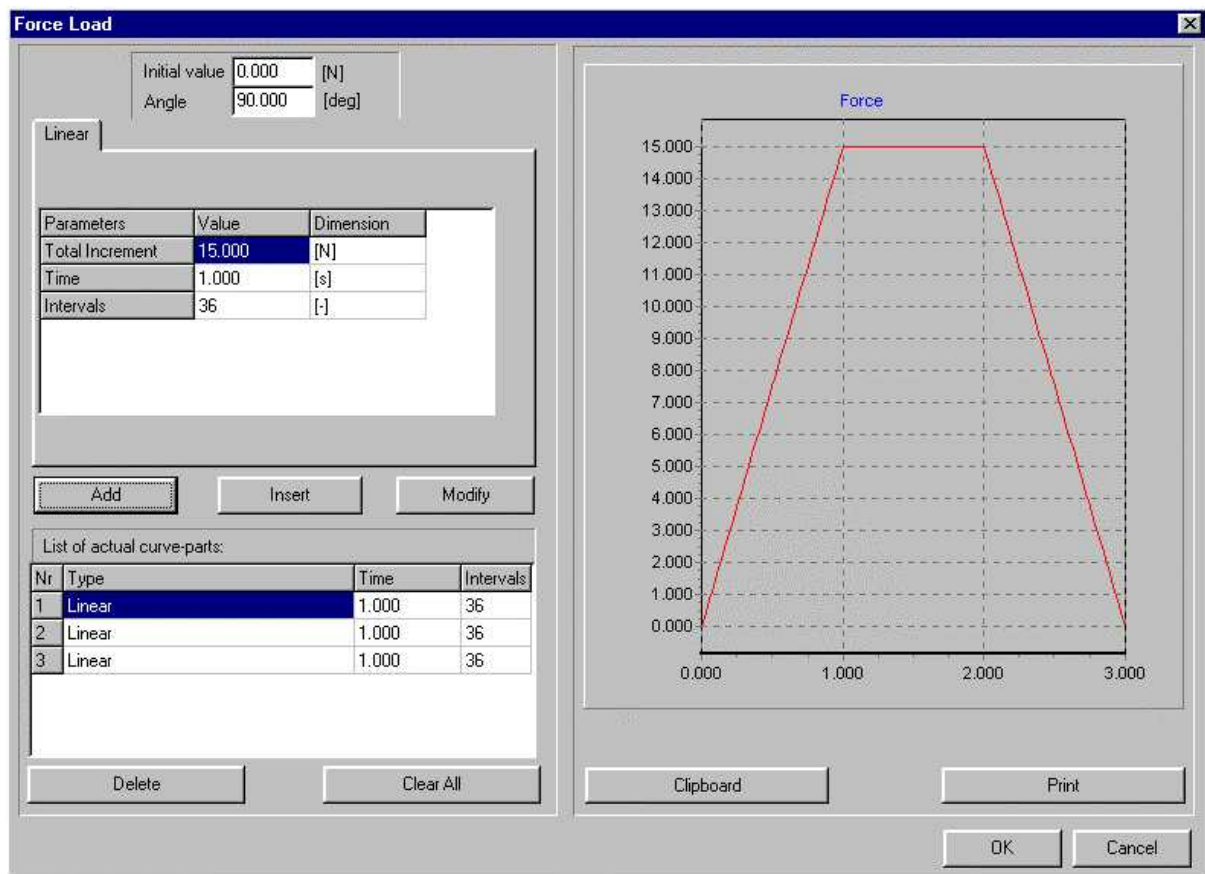 Force Load
Initial value 0.000 [N]
Angle 90.000 [deg]
Linear
Parameters Value Dimension
Total Increment 15.000 [N]
Time 1.000 [s]
Intervals 36 [-]
Add Insert Modify
List of actual curve-parts:
Nr Type Time Intervals
1 Linear 1.000 36
2 Linear 1.000 36
3 Linear 1.000 36
Delete Clear All
Force
15.000
14.000
13.000
12.000
11.000
10.000
9.000
8.000
7.000
6.000
5.000
4.000
3.000
2.000
1.000
0.000
0.000 1.000 2.000 3.000
Clipboard Print
OK Cancel